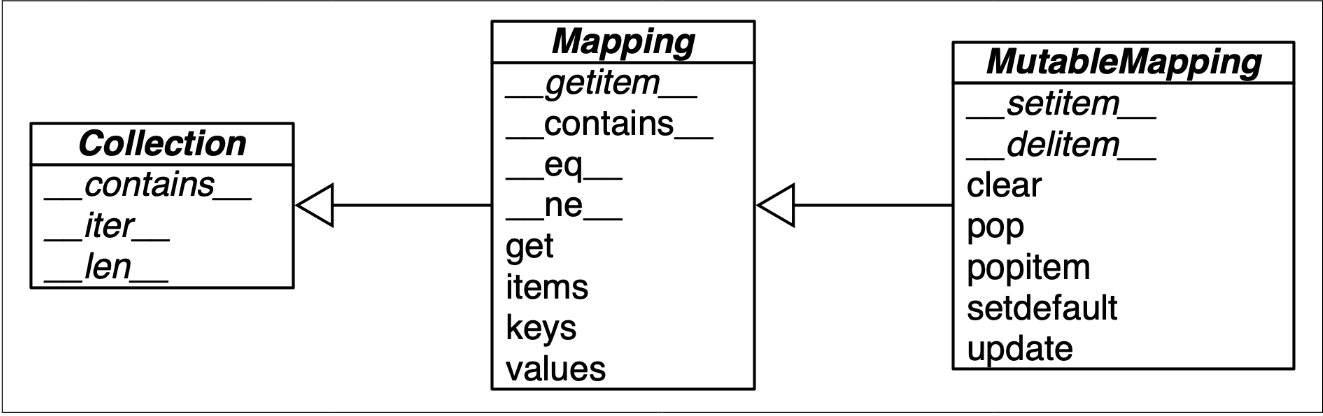 Collection
__contains__
__iter__
__len__
Mapping
__getitem__
__contains__
__eq__
__ne__
get
items
keys
values
MutableMapping
__setitem__
__delitem__
clear
pop
popitem
setdefault
update